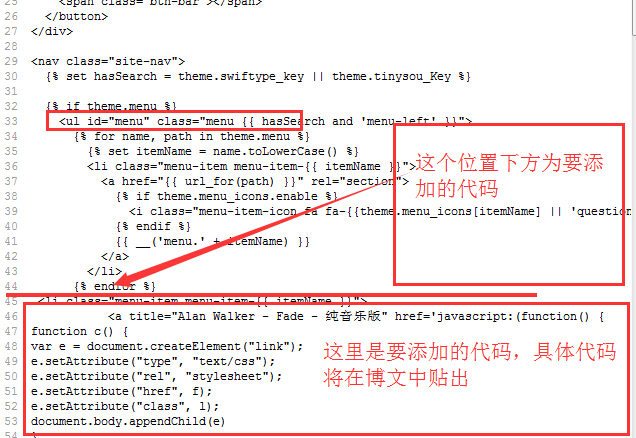 25 <span class="btn-bar"></span>
26 </button>
27 </div>
28
29 <nav class="site-nav">
30 {% set hasSearch = theme.swiftype_key || theme.tinysou_Key %}
31
32 {% if theme.menu %}
33 <ul id="menu" class="menu {{ hasSearch and 'menu-left' }}">
34 {% for name, path in theme.menu %}
35 {% set itemName = name.toLowerCase() %}
36 <li class="menu-item menu-item-{{ itemName }}">
37 <a href="{{ url_for(path) }}" rel="section">
38 {% if theme.menu_icons.enable %}
39 <i class="menu-item-icon fa fa-{{theme.menu_icons[itemName] || 'question
40 {% endif %}
41 {{ __('menu.' + itemName) }}
42 </a>
43 </li>
44 {% endfor %}
这个位置下方为要添
加的代码
45 <li class="menu-item menu-item-{{ itemName }}">
46 <a title="Alan Walker - Fade - 纯音乐版" href='javascript:(function() {
47 function c() {
48 var e = document.createElement("link");
49 e.setAttribute("type", "text/css");
50 e.setAttribute("rel", "stylesheet");
51 e.setAttribute("href", f);
52 e.setAttribute("class", l);
53 document.body.appendChild(e)
这里是要添加的代码，具体代码
将在博文中贴出